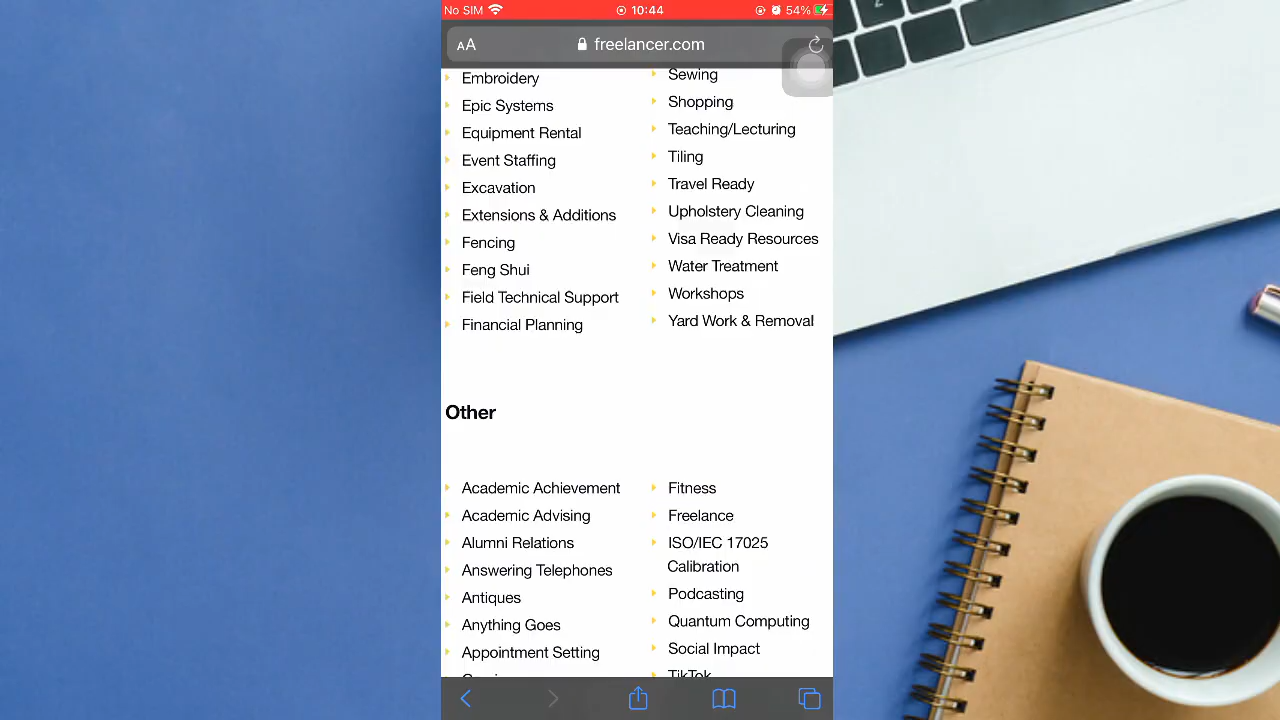 No SIM 10:44 54%
AA freelancer.com
Embroidery
Epic Systems
Equipment Rental
Event Staffing
Excavation
Extensions & Additions
Fencing
Feng Shui
Field Technical Support
Financial Planning
Sewing
Shopping
Teaching/Lecturing
Tiling
Travel Ready
Upholstery Cleaning
Visa Ready Resources
Water Treatment
Workshops
Yard Work & Removal
Other
Academic Achievement
Academic Advising
Alumni Relations
Answering Telephones
Antiques
Anything Goes
Appointment Setting
Fitness
Freelance
ISO/IEC 17025
Calibration
Podcasting
Quantum Computing
Social Impact
TikTok